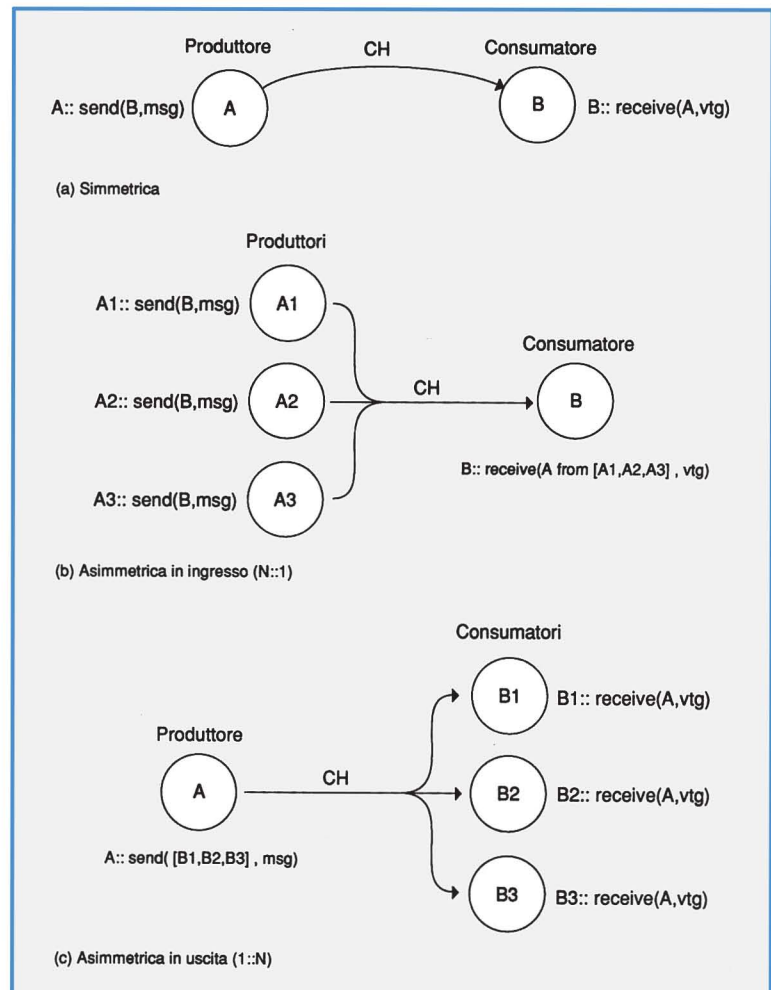 Produttore CH Consumatore
A:: send(B,msg) A B B:: receive(A,vtg)
(a) Simmetrica
Produttori
A1:: send(B,msg) A1
Consumatore
A2:: send(B,msg) A2 CH B
B:: receive(A from [A1,A2,A3] , vtg)
A3:: send(B,msg) A3
(b) Asimmetrica in ingresso (N::1)
Consumatori
B1 B1:: receive(A,vtg)
Produttore
A CH B2 B2:: receive(A,vtg)
A:: send( [B1,B2,B3] , msg)
B3 B3:: receive(A,vtg)
(c) Asimmetrica in uscita (1::N)